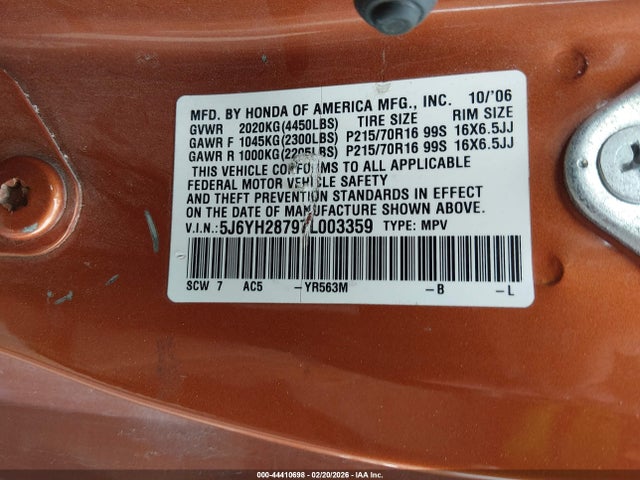 MFD. BY HONDA OF AMERICA MFG., INC. 10/'06
GVWR 2020KG(4450LBS) TIRE SIZE RIM SIZE
GAWR F 1045KG(2300LBS) P215/70R16 99S 16X6.5JJ
GAWR R 1000KG(2205LBS) P215/70R16 99S 16X6.5JJ
THIS VEHICLE CONFORMS TO ALL APPLICABLE
FEDERAL MOTOR VEHICLE SAFETY
AND THEFT PREVENTION STANDARDS IN EFFECT
ON THE DATE OF MANUFACTURE SHOWN ABOVE.
V.I.N.: 5J6YH28797L003359 TYPE: MPV
SCW 7 AC5 -YR563M -B -L
000-44410698 - 02/20/2026 - IAA Inc.